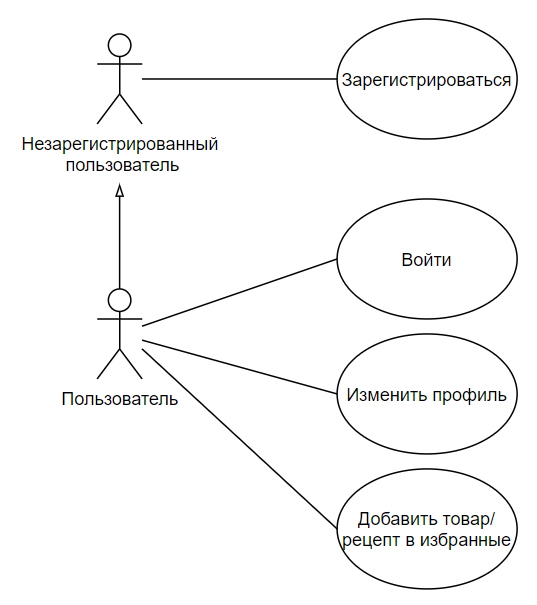 Зарегистрироваться
Незарегистрированный
пользователь
Войти
Изменить профиль
Пользователь
Добавить товар/
рецепт в избранные